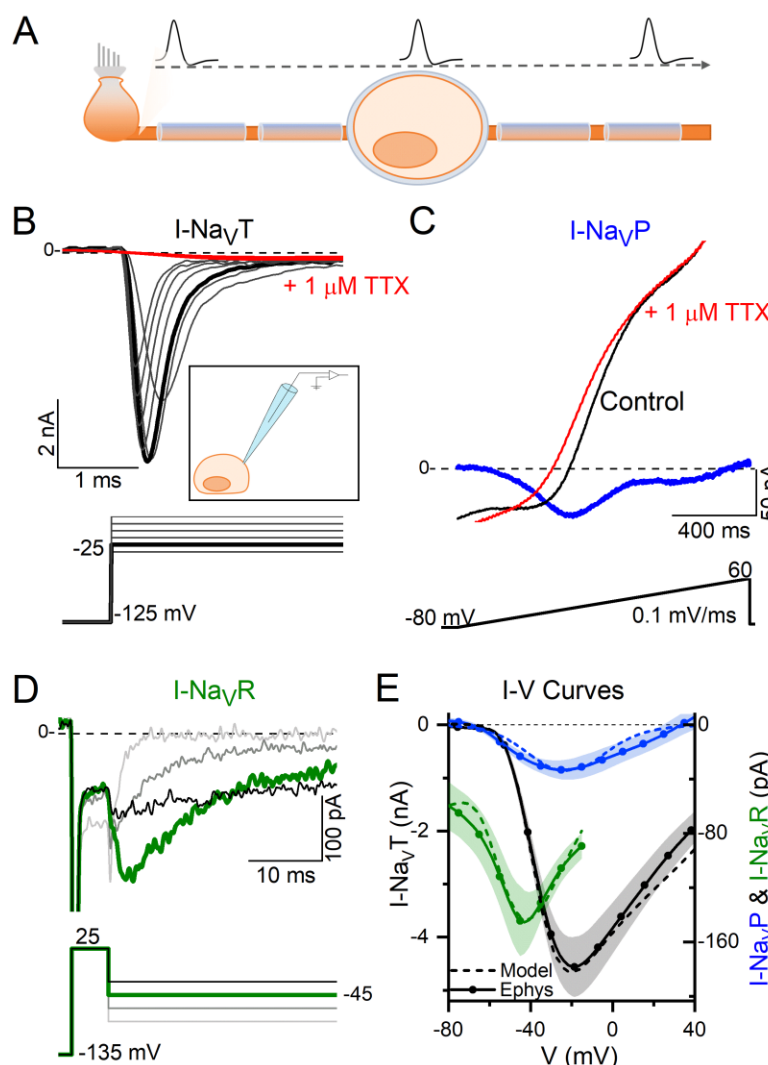 A
B
I-NaVT
0-
+ 1 μM TTX
2 nA
1 ms
-25
-125 mV
C
I-NaVP
+ 1 μM TTX
Control
0-
50 pA
400 ms
60
-80 mV
0.1 mV/ms
D
I-NaVR
0-
100 pA
10 ms
25
-45
-135 mV
E
I-V Curves
0
-2
-4
I-NaVT (nA)
0
-80
-160
I-NaVP & I-NaVR (pA)
Model
Ephys
-80
-40
0
40
V (mV)